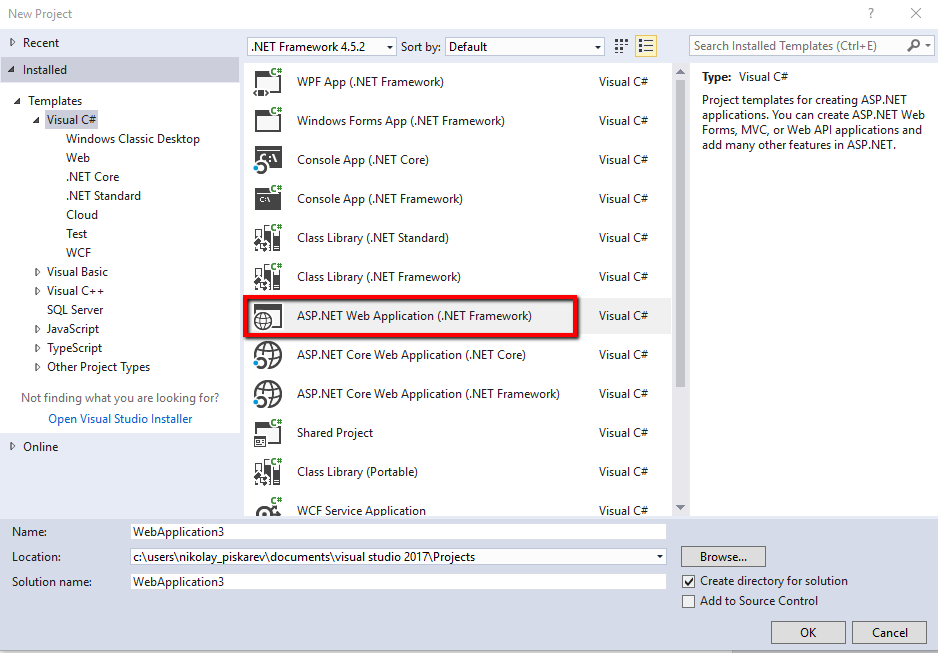 New Project
?
Recent
Installed
Templates
Visual C#
Windows Classic Desktop
Web
.NET Core
.NET Standard
Cloud
Test
WCF
Visual Basic
Visual C++
SQL Server
JavaScript
TypeScript
Other Project Types
Not finding what you are looking for?
Open Visual Studio Installer
Online
.NET Framework 4.5.2 Sort by: Default
WPF App (.NET Framework) Visual C#
Windows Forms App (.NET Framework) Visual C#
Console App (.NET Core) Visual C#
Console App (.NET Framework) Visual C#
Class Library (.NET Standard) Visual C#
Class Library (.NET Framework) Visual C#
ASP.NET Web Application (.NET Framework) Visual C#
ASP.NET Core Web Application (.NET Core) Visual C#
ASP.NET Core Web Application (.NET Framework) Visual C#
Shared Project Visual C#
Class Library (Portable) Visual C#
WCF Service Application Visual C#
Search Installed Templates (Ctrl+E)
Type: Visual C#
Project templates for creating ASP.NET
applications. You can create ASP.NET Web
Forms, MVC, or Web API applications and
add many other features in ASP.NET.
Name: WebApplication3
Location: c:\users\nikolay_piskarev\documents\visual studio 2017\Projects
Solution name: WebApplication3
Browse...
Create directory for solution
Add to Source Control
OK Cancel